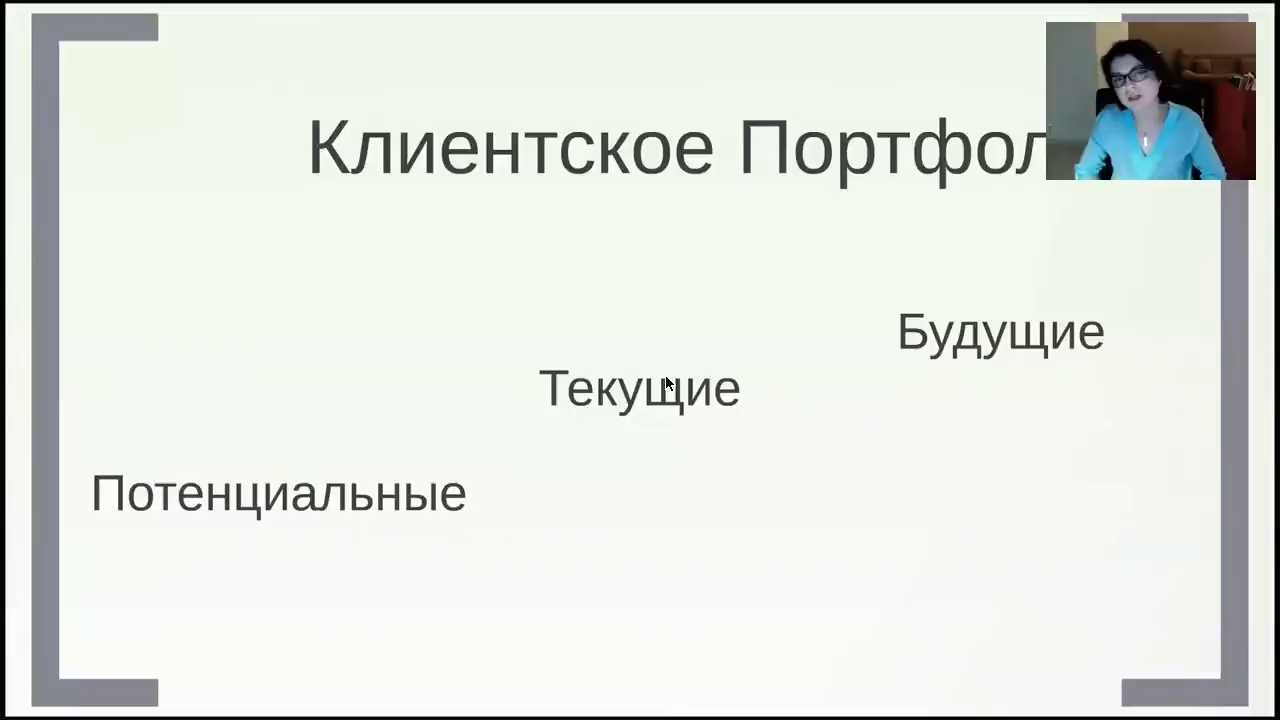 Клиентское Портфол
Будущие
Текущие
Потенциальные